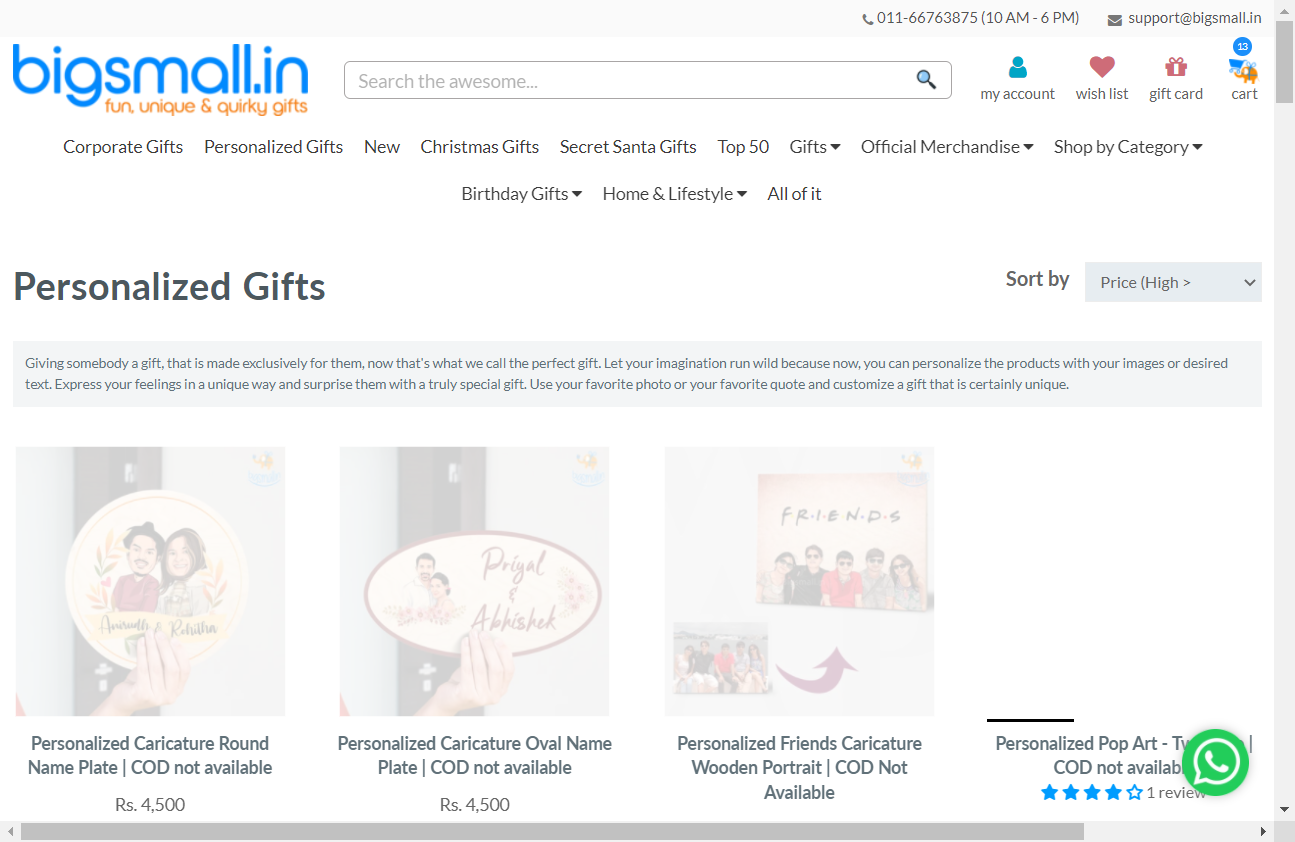 011-66763875 (10 AM - 6 PM)
support@bigsmall.in
bigsmall.in
fun, unique & quirky gifts
Search the awesome...
my account
wish list
gift card
13
cart
Corporate Gifts
Personalized Gifts
New
Christmas Gifts
Secret Santa Gifts
Top 50
Gifts
Official Merchandise
Shop by Category
Birthday Gifts
Home & Lifestyle
All of it
Personalized Gifts
Sort by
Price (High >
Giving somebody a gift, that is made exclusively for them, now that's what we call the perfect gift. Let your imagination run wild because now, you can personalize the products with your images or desired
text. Express your feelings in a unique way and surprise them with a truly special gift. Use your favorite photo or your favorite quote and customize a gift that is certainly unique.
Anirudh & Rohitha
Personalized Caricature Round
Name Plate | COD not available
Rs. 4,500
Priyal
&
Abhishek
Personalized Caricature Oval Name
Plate | COD not available
Rs. 4,500
F·R·I·E·N·D·S
Personalized Friends Caricature
Wooden Portrait | COD Not
Available
Personalized Pop Art - |
COD not
1 review